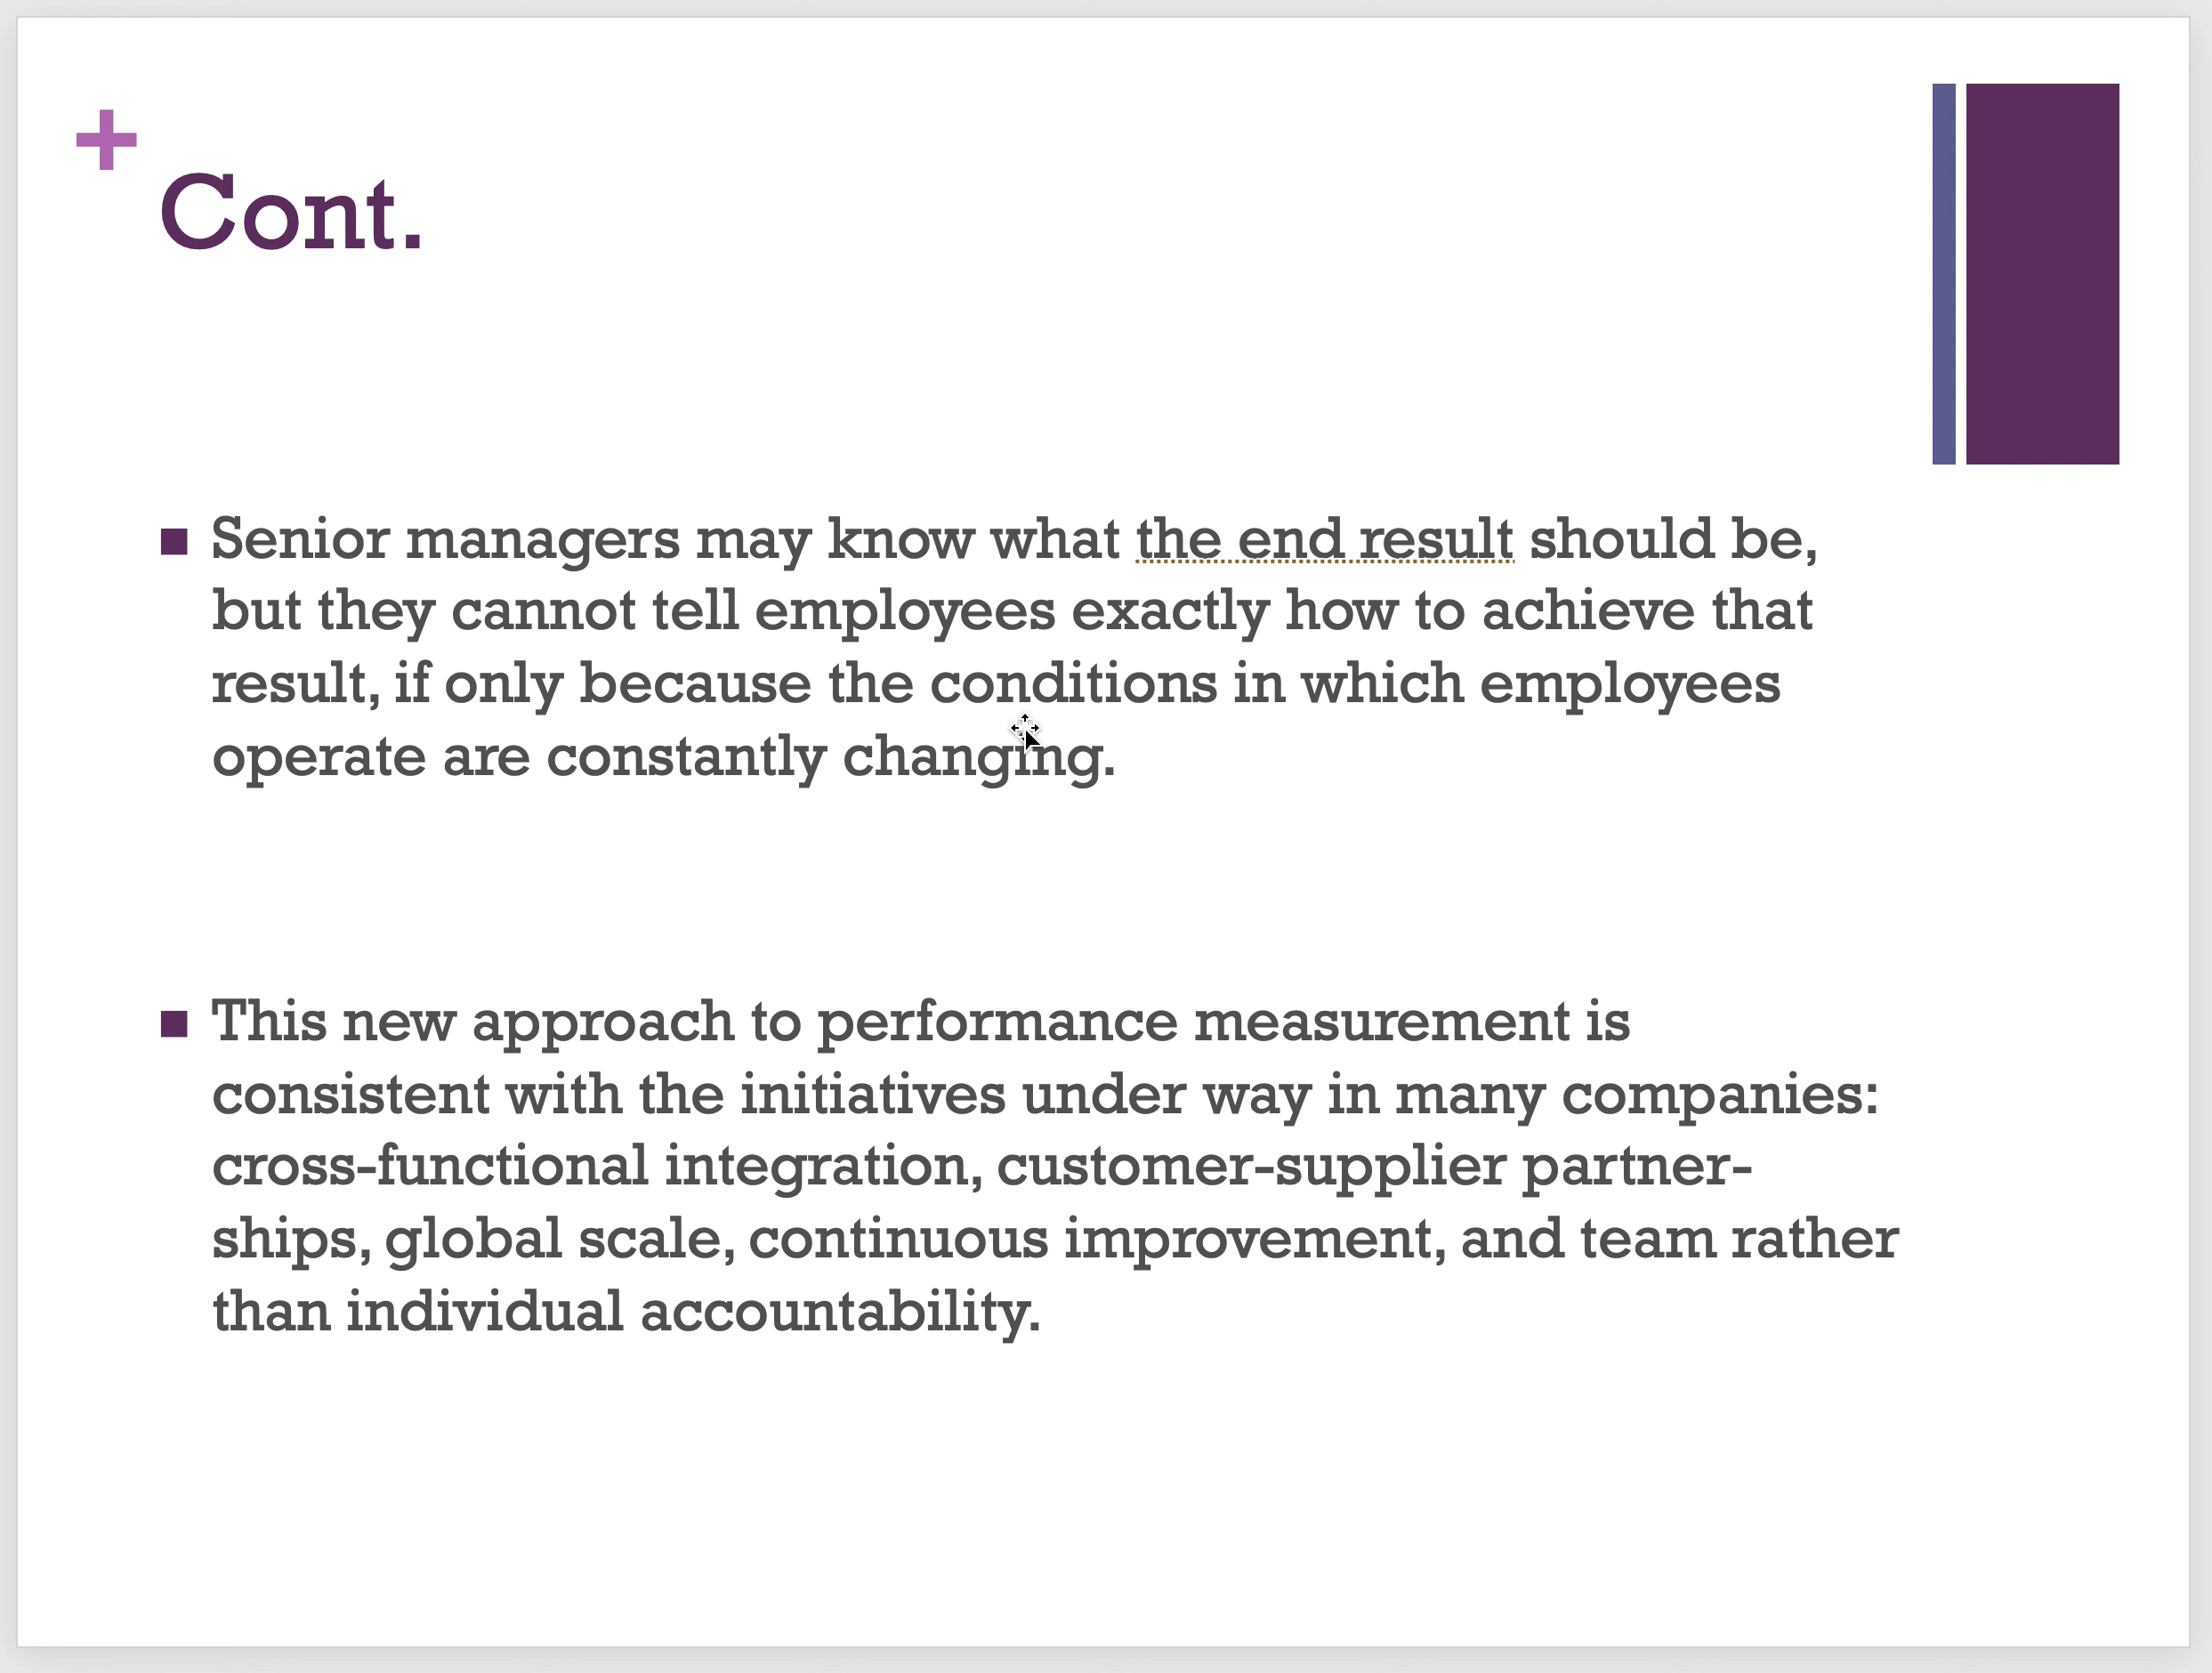 +
Cont.
■ Senior managers may know what the end result should be,
but they cannot tell employees exactly how to achieve that
result, if only because the conditions in which employees
operate are constantly changing.
■ This new approach to performance measurement is
consistent with the initiatives under way in many companies:
cross-functional integration, customer-supplier partner-
ships, global scale, continuous improvement, and team rather
than individual accountability.